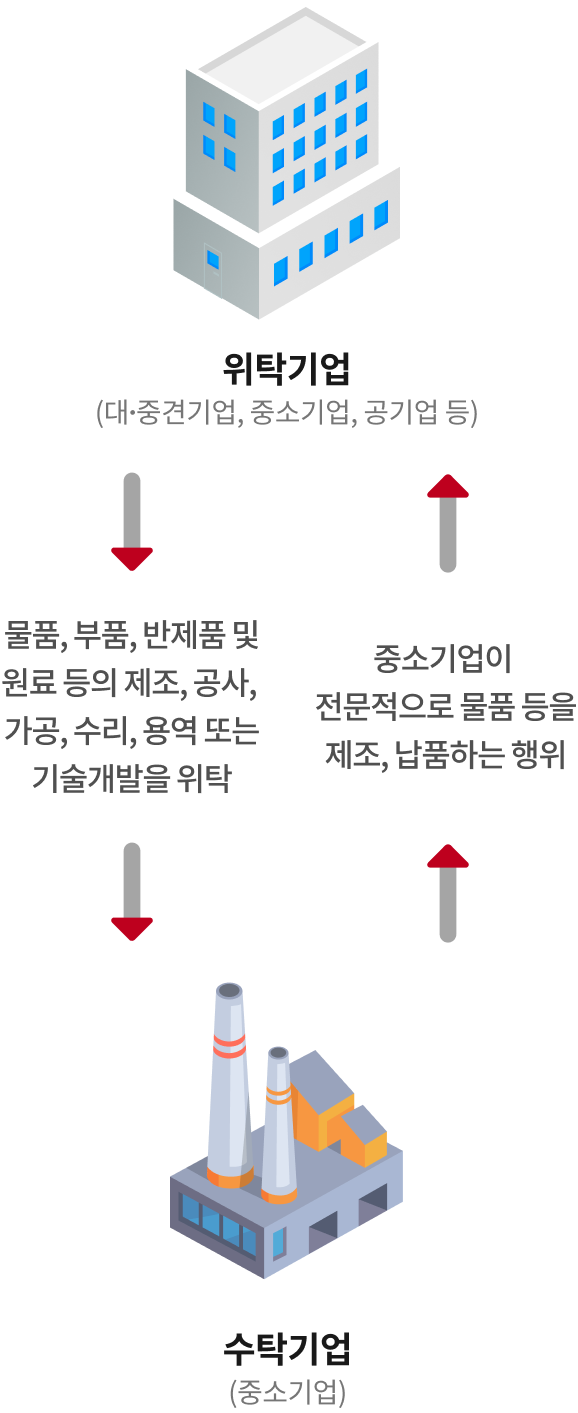 위탁기업
(대·중견기업, 중소기업, 공기업 등)
물품, 부품, 반제품 및
원료 등의 제조, 공사,
가공, 수리, 용역 또는
기술개발을 위탁
중소기업이
전문적으로 물품 등을
제조, 납품하는 행위
수탁기업
(중소기업)